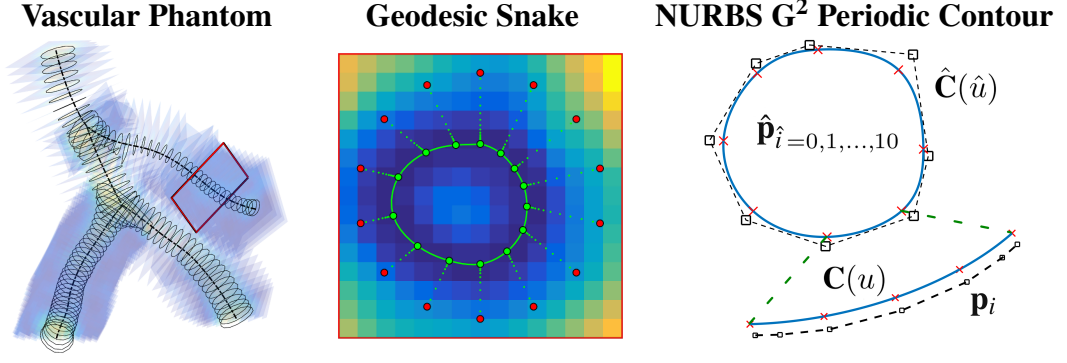 Vascular Phantom
Geodesic Snake
NURBS G² Periodic Contour
Ĉ(û)
p̂_î=0,1,...,10
C(u)
p_i